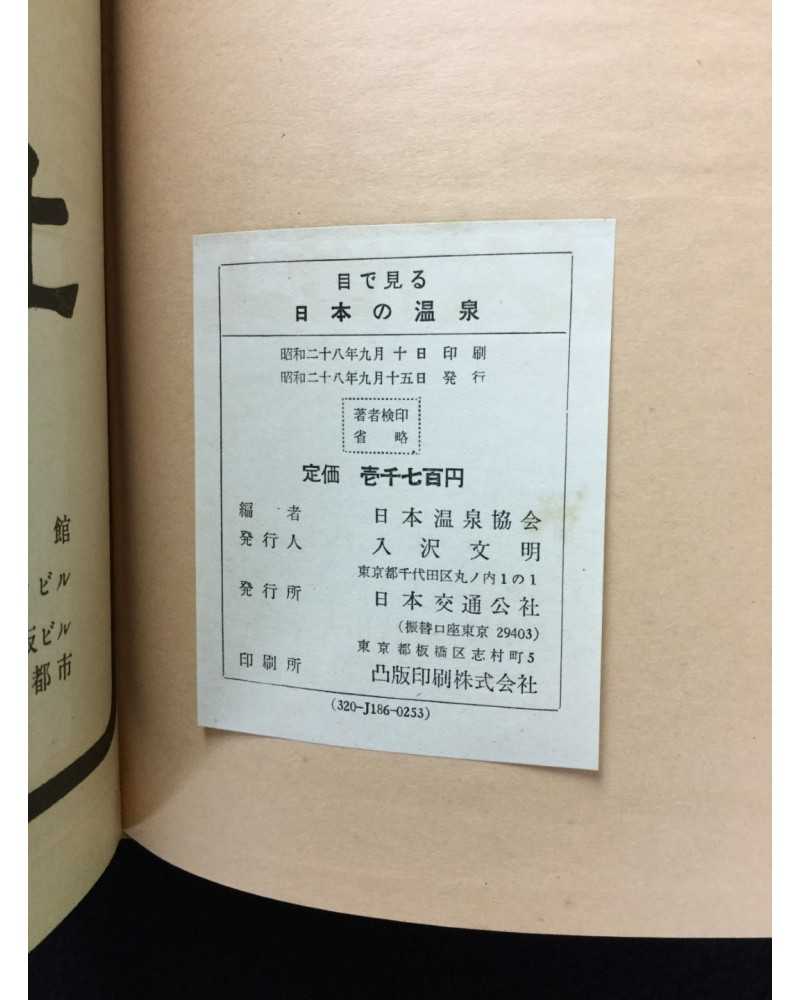 目で見る
日本の温泉
昭和二十八年九月十日 印刷
昭和二十八年九月十五日 発行
著者検印
省略
定価 壱千七百円
編者 日本温泉協会
発行人 入沢文明
東京都千代田区丸ノ内1の1
発行所 日本交通公社
(振替口座東京 29403)
東京都板橋区志村町5
印刷所 凸版印刷株式会社
(320-J186-0253)
館
ビル
ビル
都市